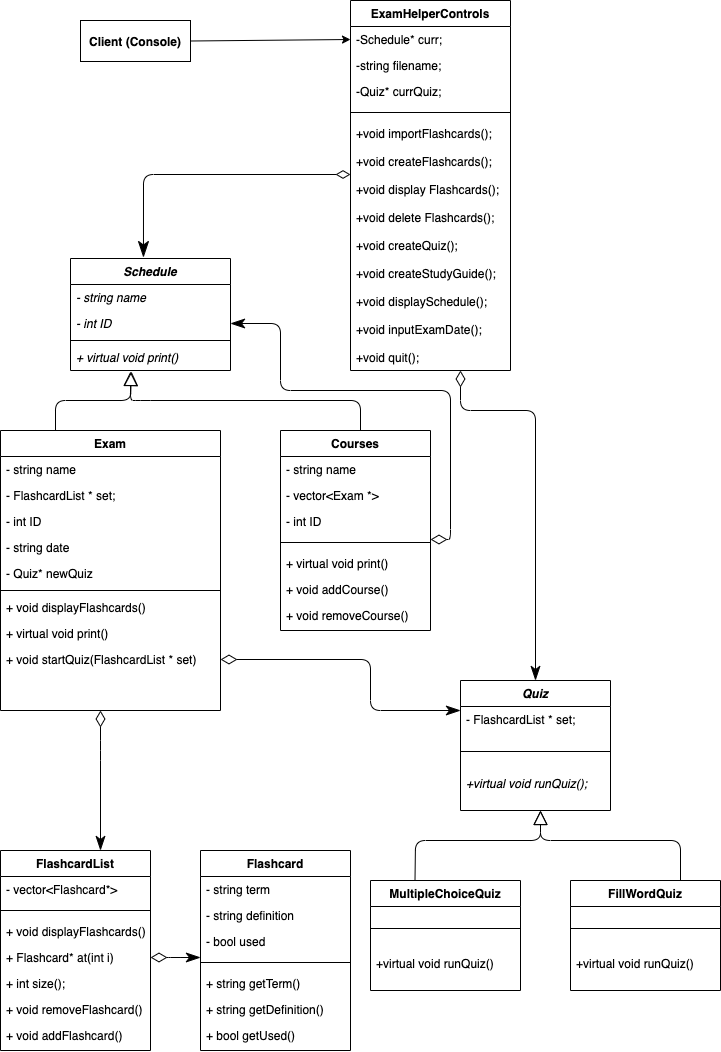 Client (Console)
ExamHelperControls
-Schedule* curr;
-string filename;
-Quiz* currQuiz;
+void importFlashcards();
+void createFlashcards();
+void display Flashcards();
+void delete Flashcards();
+void createQuiz();
+void createStudyGuide();
+void displaySchedule();
+void inputExamDate();
+void quit();
Schedule
- string name
- int ID
+ virtual void print()
Exam
- string name
- FlashcardList * set;
- int ID
- string date
- Quiz* newQuiz
+ void displayFlashcards()
+ virtual void print()
+ void startQuiz(FlashcardList * set)
Courses
- string name
- vector<Exam *>
- int ID
+ virtual void print()
+ void addCourse()
+ void removeCourse()
Quiz
- FlashcardList * set;
+virtual void runQuiz();
FlashcardList
- vector<Flashcard*>
+ void displayFlashcards()
+ Flashcard* at(int i)
+ int size();
+ void removeFlashcard()
+ void addFlashcard()
Flashcard
- string term
- string definition
- bool used
+ string getTerm()
+ string getDefinition()
+ bool getUsed()
MultipleChoiceQuiz
+virtual void runQuiz()
FillWordQuiz
+virtual void runQuiz()